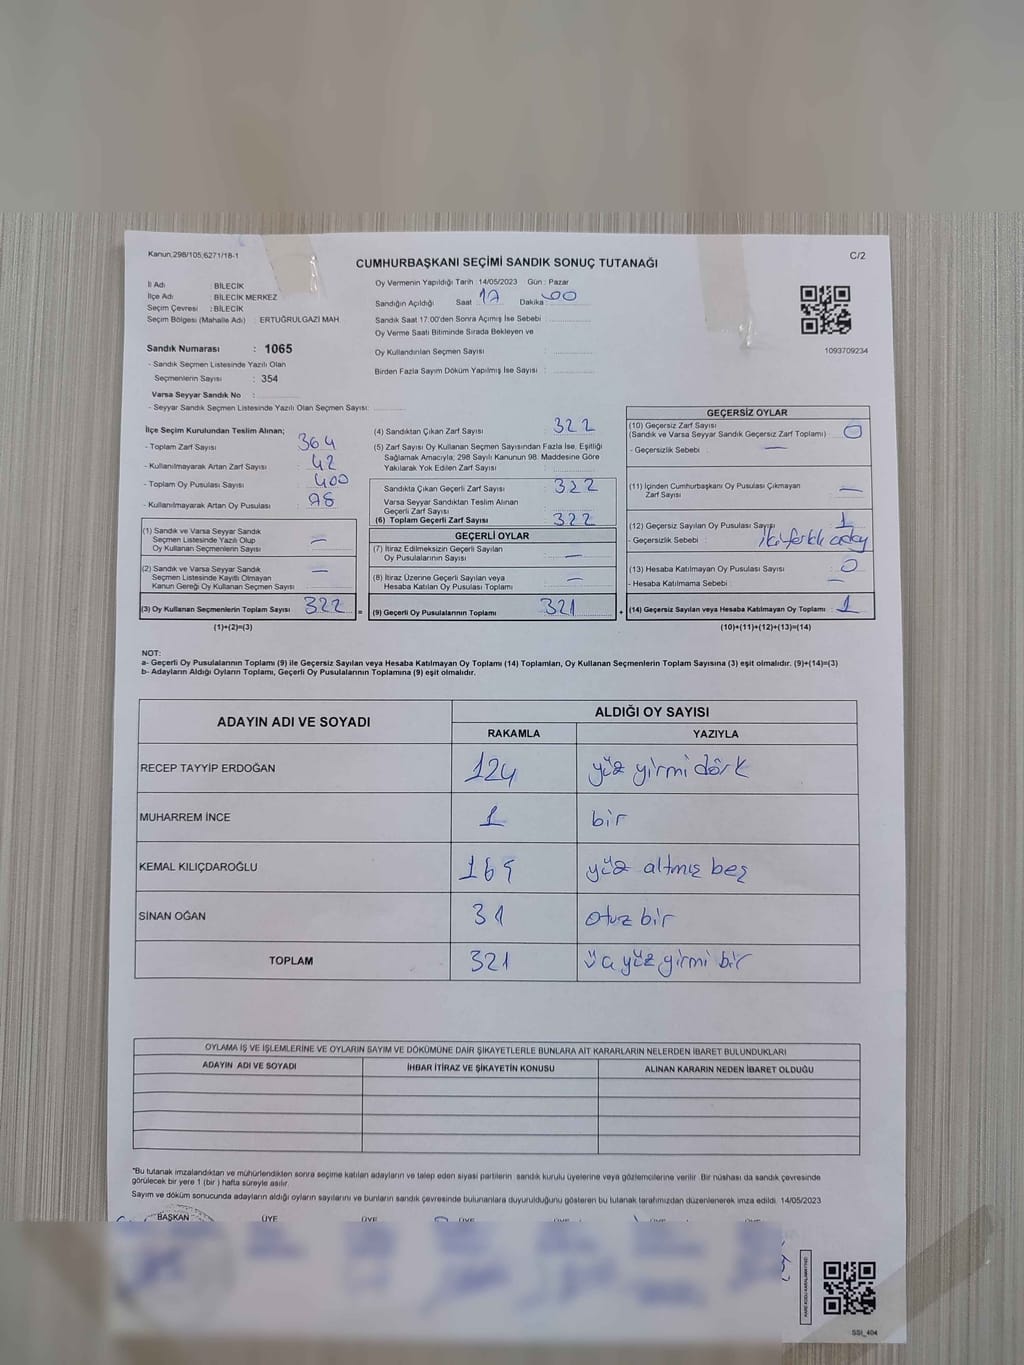 Kanun;298/105;6271/18-1
C/2
CUMHURBAŞKANI SEÇİMİ SANDIK SONUÇ TUTANAĞI
İl Adı : BİLECİK
İlçe Adı : BİLECİK MERKEZ
Seçim Çevresi : BİLECİK
Seçim Bölgesi (Mahalle Adı) : ERTUĞRULGAZİ MAH.
Oy Vermenin Yapıldığı Tarih 14/05/2023 Gün : Pazar
Sandığın Açıldığı Saat 17 Dakika 00
Sandık Saat 17:00'den Sonra Açılmış İse Sebebi
Oy Verme Saati Bitiminde Sırada Bekleyen ve
Oy Kullandırılan Seçmen Sayısı :
Birden Fazla Sayım Döküm Yapılmış İse Sayısı :
1093709234
Sandık Numarası : 1065
- Sandık Seçmen Listesinde Yazılı Olan
Seçmenlerin Sayısı : 354
Varsa Seyyar Sandık No :
- Seyyar Sandık Seçmen Listesinde Yazılı Olan Seçmen Sayısı:
İlçe Seçim Kurulundan Teslim Alınan;
- Toplam Zarf Sayısı : 364
- Kullanılmayarak Artan Zarf Sayısı : 42
- Toplam Oy Pusulası Sayısı : 400
- Kullanılmayarak Artan Oy Pusulası : 78
(1) Sandık ve Varsa Seyyar Sandık
Seçmen Listesinde Yazılı Olup
Oy Kullanan Seçmenlerin Sayısı : —
(2) Sandık ve Varsa Seyyar Sandık
Seçmen Listesinde Kayıtlı Olmayan
Kanun Gereği Oy Kullanan Seçmen Sayısı : —
(3) Oy Kullanan Seçmenlerin Toplam Sayısı : 322 =
(1)+(2)=(3)
(4) Sandıktan Çıkan Zarf Sayısı : 322
(5) Zarf Sayısı Oy Kullanan Seçmen Sayısından Fazla İse, Eşitliği
Sağlamak Amacıyla; 298 Sayılı Kanunun 98. Maddesine Göre
Yakılarak Yok Edilen Zarf Sayısı :
Sandıkta Çıkan Geçerli Zarf Sayısı : 322
Varsa Seyyar Sandıktan Teslim Alınan
Geçerli Zarf Sayısı :
(6) Toplam Geçerli Zarf Sayısı : 322
GEÇERLİ OYLAR
(7) İtiraz Edilmeksizin Geçerli Sayılan
Oy Pusulalarının Sayısı : —
(8) İtiraz Üzerine Geçerli Sayılan veya
Hesaba Katılan Oy Pusulası Toplamı : —
(9) Geçerli Oy Pusulalarının Toplamı : 321 +
GEÇERSİZ OYLAR
(10) Geçersiz Zarf Sayısı
(Sandık ve Varsa Seyyar Sandık Geçersiz Zarf Toplamı) : 0
- Geçersizlik Sebebi : —
(11) İçinden Cumhurbaşkanı Oy Pusulası Çıkmayan
Zarf Sayısı : —
(12) Geçersiz Sayılan Oy Pusulası Sayısı : 1
- Geçersizlik Sebebi : iki farklı aday
(13) Hesaba Katılmayan Oy Pusulası Sayısı : 0
- Hesaba Katılmama Sebebi : —
(14) Geçersiz Sayılan veya Hesaba Katılmayan Oy Toplamı : 1
(10)+(11)+(12)+(13)=(14)
NOT:
a- Geçerli Oy Pusulalarının Toplamı (9) ile Geçersiz Sayılan veya Hesaba Katılmayan Oy Toplamı (14) Toplamları, Oy Kullanan Seçmenlerin Toplam Sayısına (3) eşit olmalıdır. (9)+(14)=(3)
b- Adayların Aldığı Oyların Toplamı, Geçerli Oy Pusulalarının Toplamına (9) eşit olmalıdır.
ADAYIN ADI VE SOYADI
ALDIĞI OY SAYISI
RAKAMLA YAZIYLA
RECEP TAYYİP ERDOĞAN 124 yüz yirmi dört
MUHARREM İNCE 1 bir
KEMAL KILIÇDAROĞLU 165 yüz altmış beş
SİNAN OĞAN 31 otuz bir
TOPLAM 321 üç yüz yirmi bir
OYLAMA İŞ VE İŞLEMLERİNE VE OYLARIN SAYIM VE DÖKÜMÜNE DAİR ŞİKAYETLERLE BUNLARA AİT KARARLARIN NELERDEN İBARET BULUNDUKLARI
ADAYIN ADI VE SOYADI İHBAR İTİRAZ VE ŞİKAYETİN KONUSU ALINAN KARARIN NEDEN İBARET OLDUĞU
*Bu tutanak imzalandıktan ve mühürlendikten sonra seçime katılan adayların ve talep eden siyasi partilerin sandık kurulu üyelerine veya gözlemcilerine verilir. Bir nüshası da sandık çevresinde
görülecek bir yere 1 (bir) hafta süreyle asılır.
Sayım ve döküm sonucunda adayların aldığı oyların sayılarını ve bunların sandık çevresinde bulunanlara duyurulduğunu gösteren bu tutanak tarafımızdan düzenlenerek imza edildi. 14/05/2023
BAŞKAN ÜYE ÜYE ÜYE ÜYE ÜYE ÜYE
SSI_404